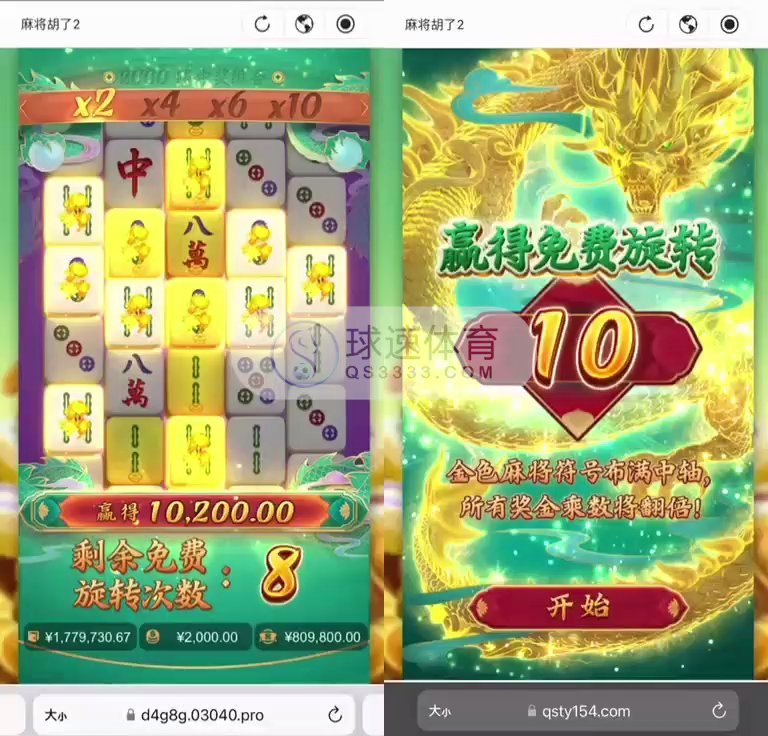 麻将胡了2
x2 x4 x6 x10
中
八
萬
八
萬
赢得 10,200.00
剩余免费
旋转次数 : 8
¥1,779,730.67 ¥2,000.00 ¥809,800.00
大小 d4g8g.03040.pro
麻将胡了2
赢得免费旋转
10
球速体育
QS3333.COM
金色麻将符号布满中轴,
所有奖金乘数将翻倍!
开始
大小 qsty154.com